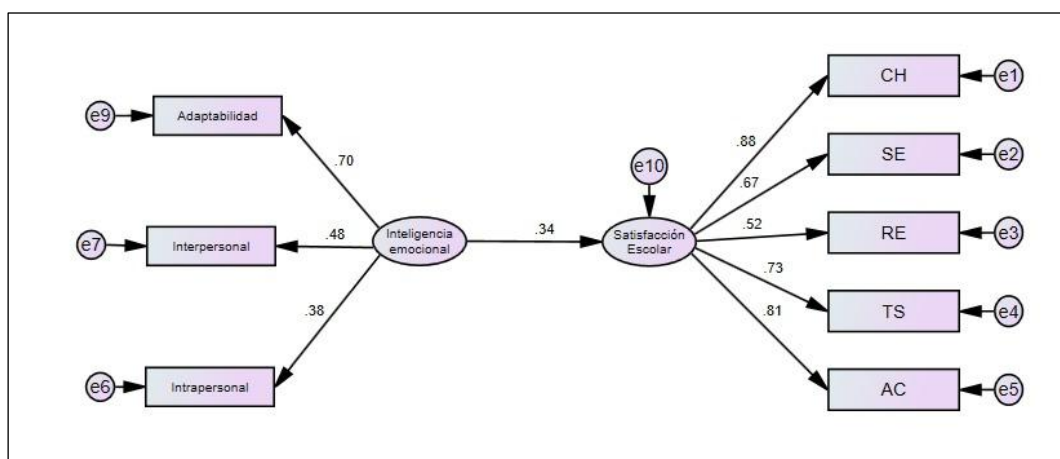 CH
e1
e9
Adaptabilidad
.88
SE
e2
.70
e10
.67
Inteligencia
emocional
.34
Satisfacción
Escolar
.52
RE
e3
e7
Interpersonal
.48
.73
TS
e4
.38
.81
e6
Intrapersonal
AC
e5